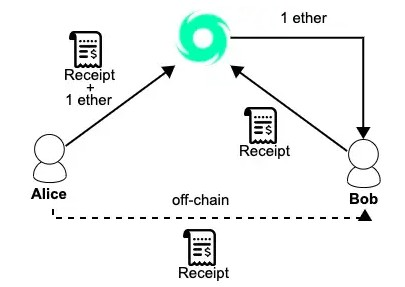 1 ether
Receipt
+
1 ether
Receipt
Alice
off-chain
Bob
Receipt